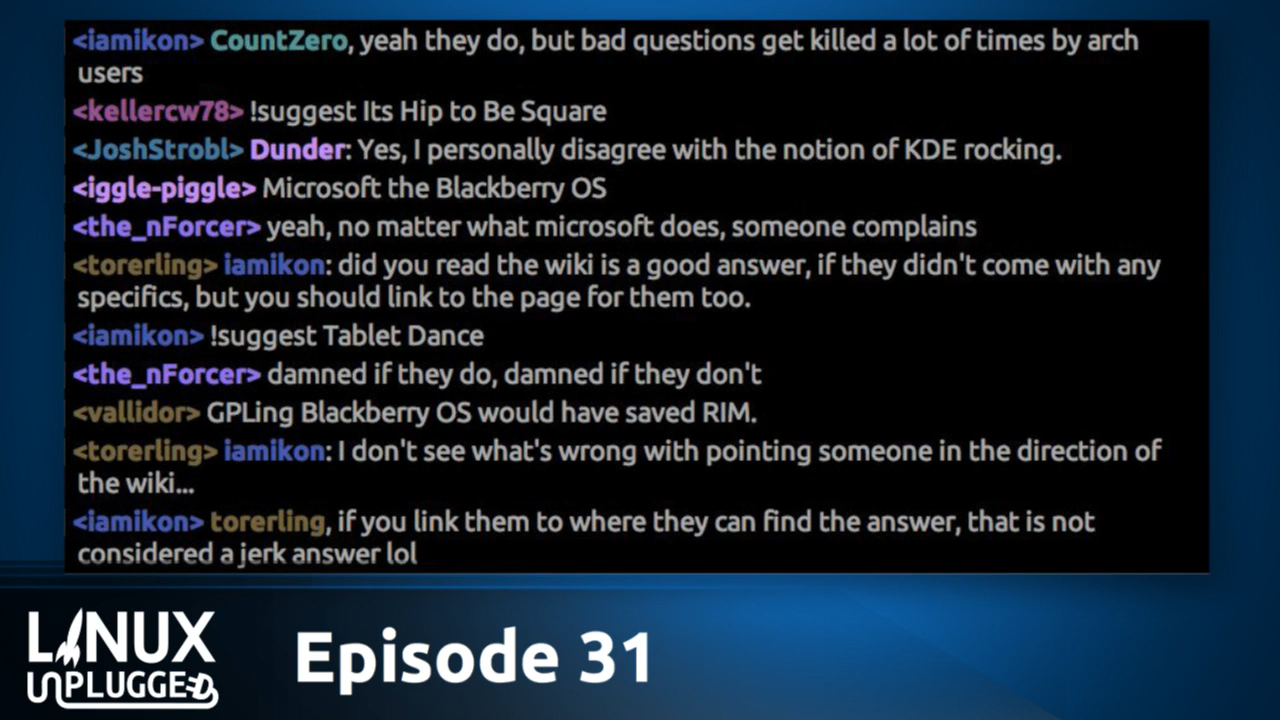 <iamikon> CountZero, yeah they do, but bad questions get killed a lot of times by arch
users
<kellercw78> !suggest Its Hip to Be Square
<JoshStrobl> Dunder: Yes, I personally disagree with the notion of KDE rocking.
<iggle-piggle> Microsoft the Blackberry OS
<the_nForcer> yeah, no matter what microsoft does, someone complains
<torerling> iamikon: did you read the wiki is a good answer, if they didn't come with any
specifics, but you should link to the page for them too.
<iamikon> !suggest Tablet Dance
<the_nForcer> damned if they do, damned if they don't
<vallidor> GPLing Blackberry OS would have saved RIM.
<torerling> iamikon: I don't see what's wrong with pointing someone in the direction of
the wiki...
<iamikon> torerling, if you link them to where they can find the answer, that is not
considered a jerk answer lol
LINUX
UNPLUGGED
Episode 31